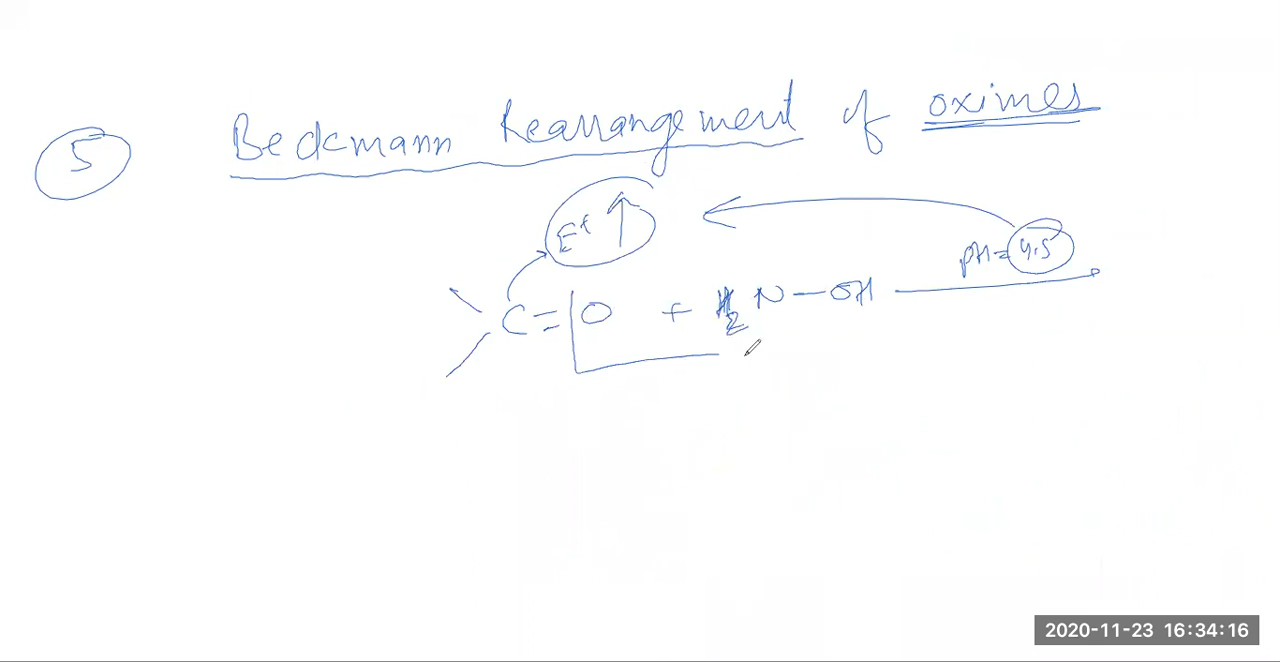 5 Beckmann Rearrangement of oximes
E+ ↑
pH = 4.5
C = O + H2N - OH
2020-11-23 16:34:16